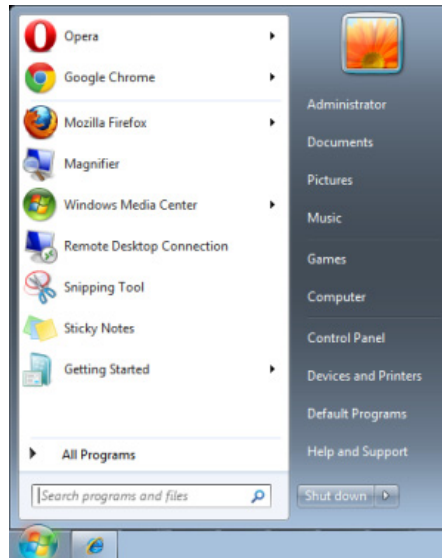 Opera
Google Chrome
Mozilla Firefox
Magnifier
Windows Media Center
Remote Desktop Connection
Snipping Tool
Sticky Notes
Getting Started
All Programs
Search programs and files
Administrator
Documents
Pictures
Music
Games
Computer
Control Panel
Devices and Printers
Default Programs
Help and Support
Shut down